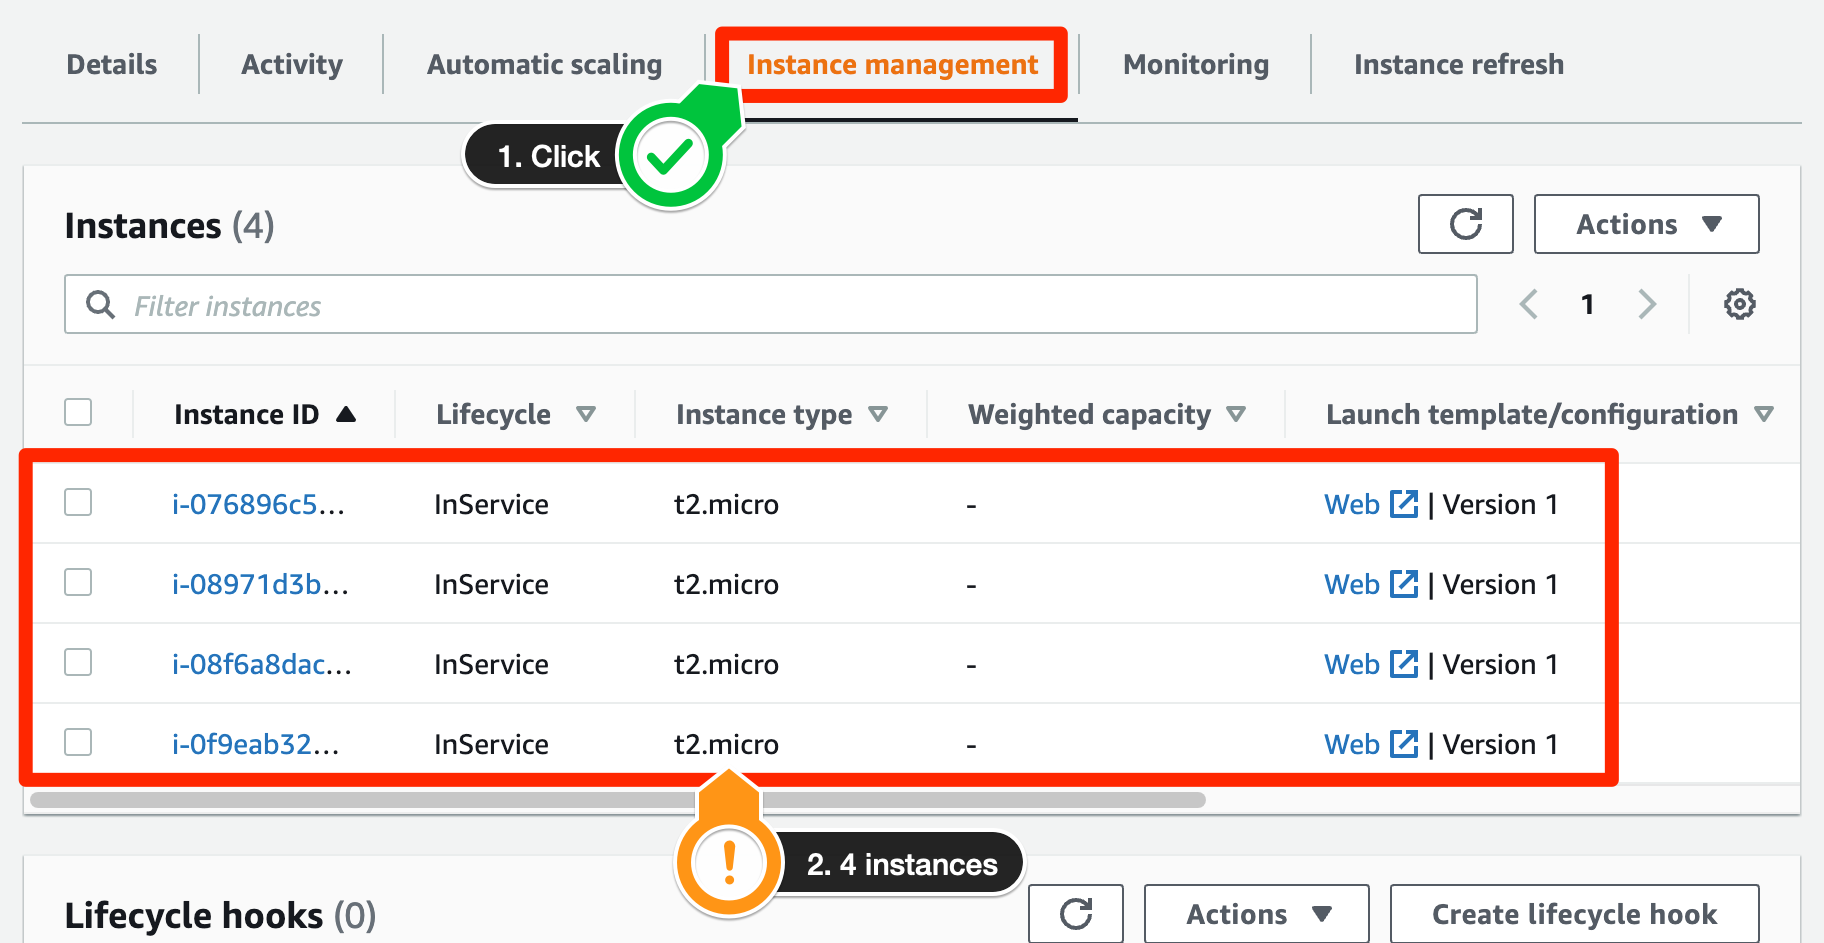 Details Activity Automatic scaling Instance management Monitoring Instance refresh
1. Click
Instances (4) Actions
Filter instances 1
Instance ID Lifecycle Instance type Weighted capacity Launch template/configuration
i-076896c5... InService t2.micro - Web | Version 1
i-08971d3b... InService t2.micro - Web | Version 1
i-08f6a8dac... InService t2.micro - Web | Version 1
i-0f9eab32... InService t2.micro - Web | Version 1
2. 4 instances
Lifecycle hooks (0) Actions Create lifecycle hook